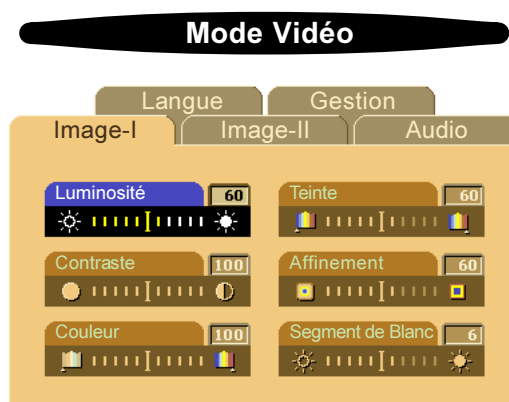 Mode Vidéo
Langue Gestion
Image-I Image-II Audio
Luminosité 60 Teinte 60
Contraste 100 Affinement 60
Couleur 100 Segment de Blanc 6